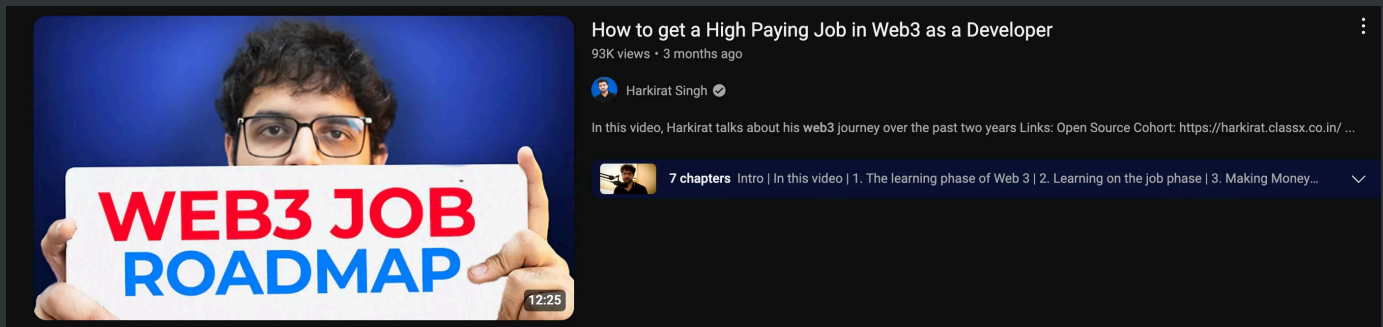 WEB3 JOB
ROADMAP
12:25
How to get a High Paying Job in Web3 as a Developer
93K views • 3 months ago
Harkirat Singh
In this video, Harkirat talks about his web3 journey over the past two years Links: Open Source Cohort: https://harkirat.classx.co.in/ ...
7 chapters Intro | In this video | 1. The learning phase of Web 3 | 2. Learning on the job phase | 3. Making Money...